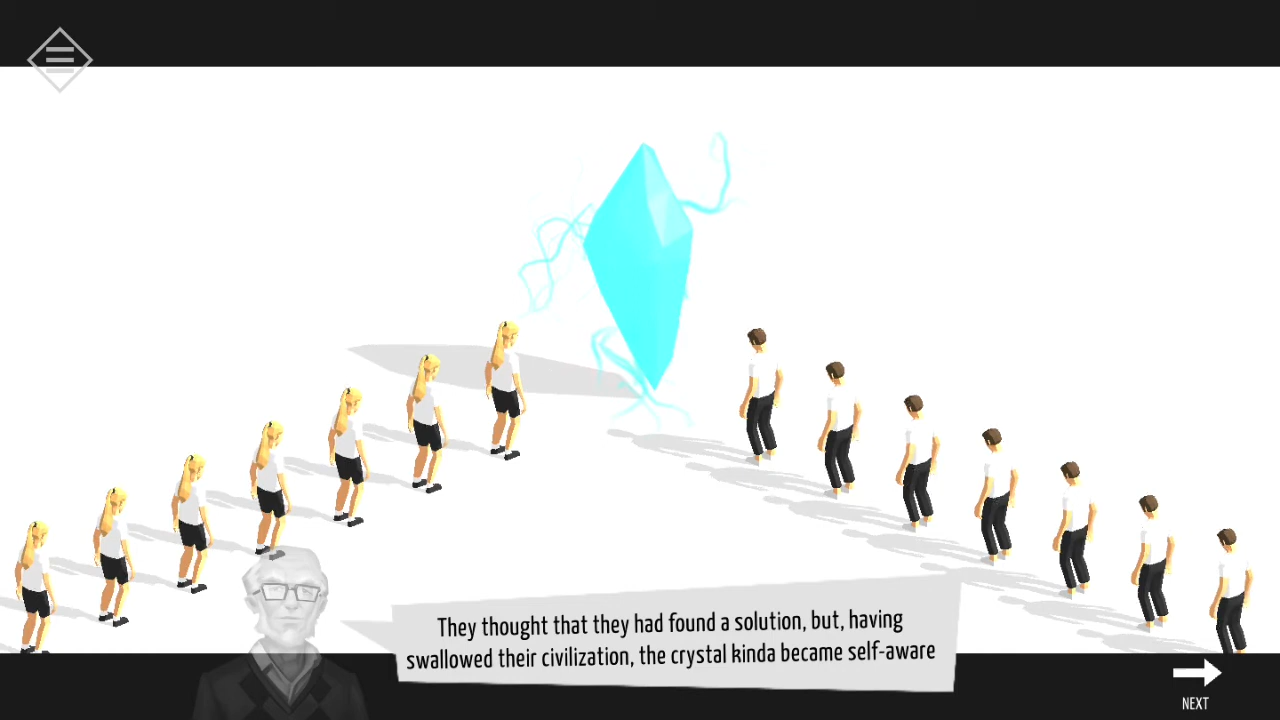 They thought that they had found a solution, but, having
swallowed their civilization, the crystal kinda became self-aware
NEXT